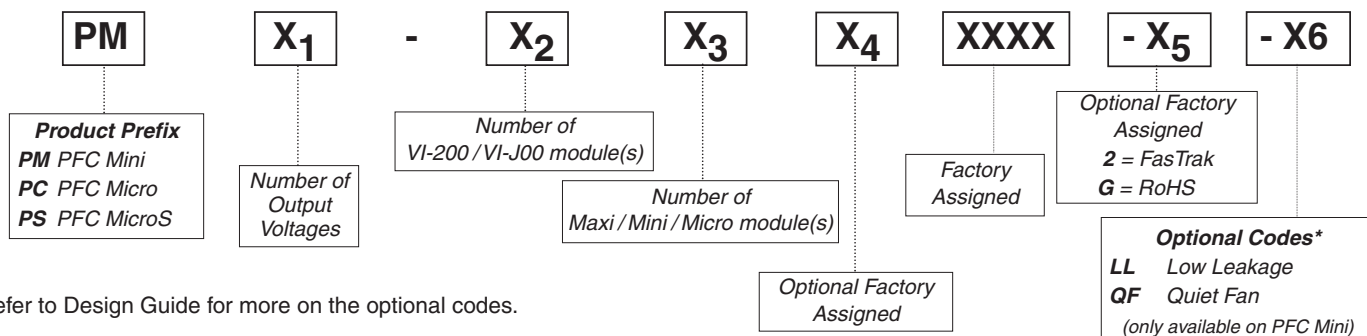 PM X1 - X2 X3 X4 XXXX - X5 - X6
Product Prefix
PM PFC Mini
PC PFC Micro
PS PFC MicroS
Number of
Output
Voltages
Number of
VI-200 / VI-J00 module(s)
Number of
Maxi / Mini / Micro module(s)
Optional Factory
Assigned
Factory
Assigned
Optional Factory
Assigned
2 = FasTrak
G = RoHS
Optional Codes*
LL Low Leakage
QF Quiet Fan
(only available on PFC Mini)
efer to Design Guide for more on the optional codes.